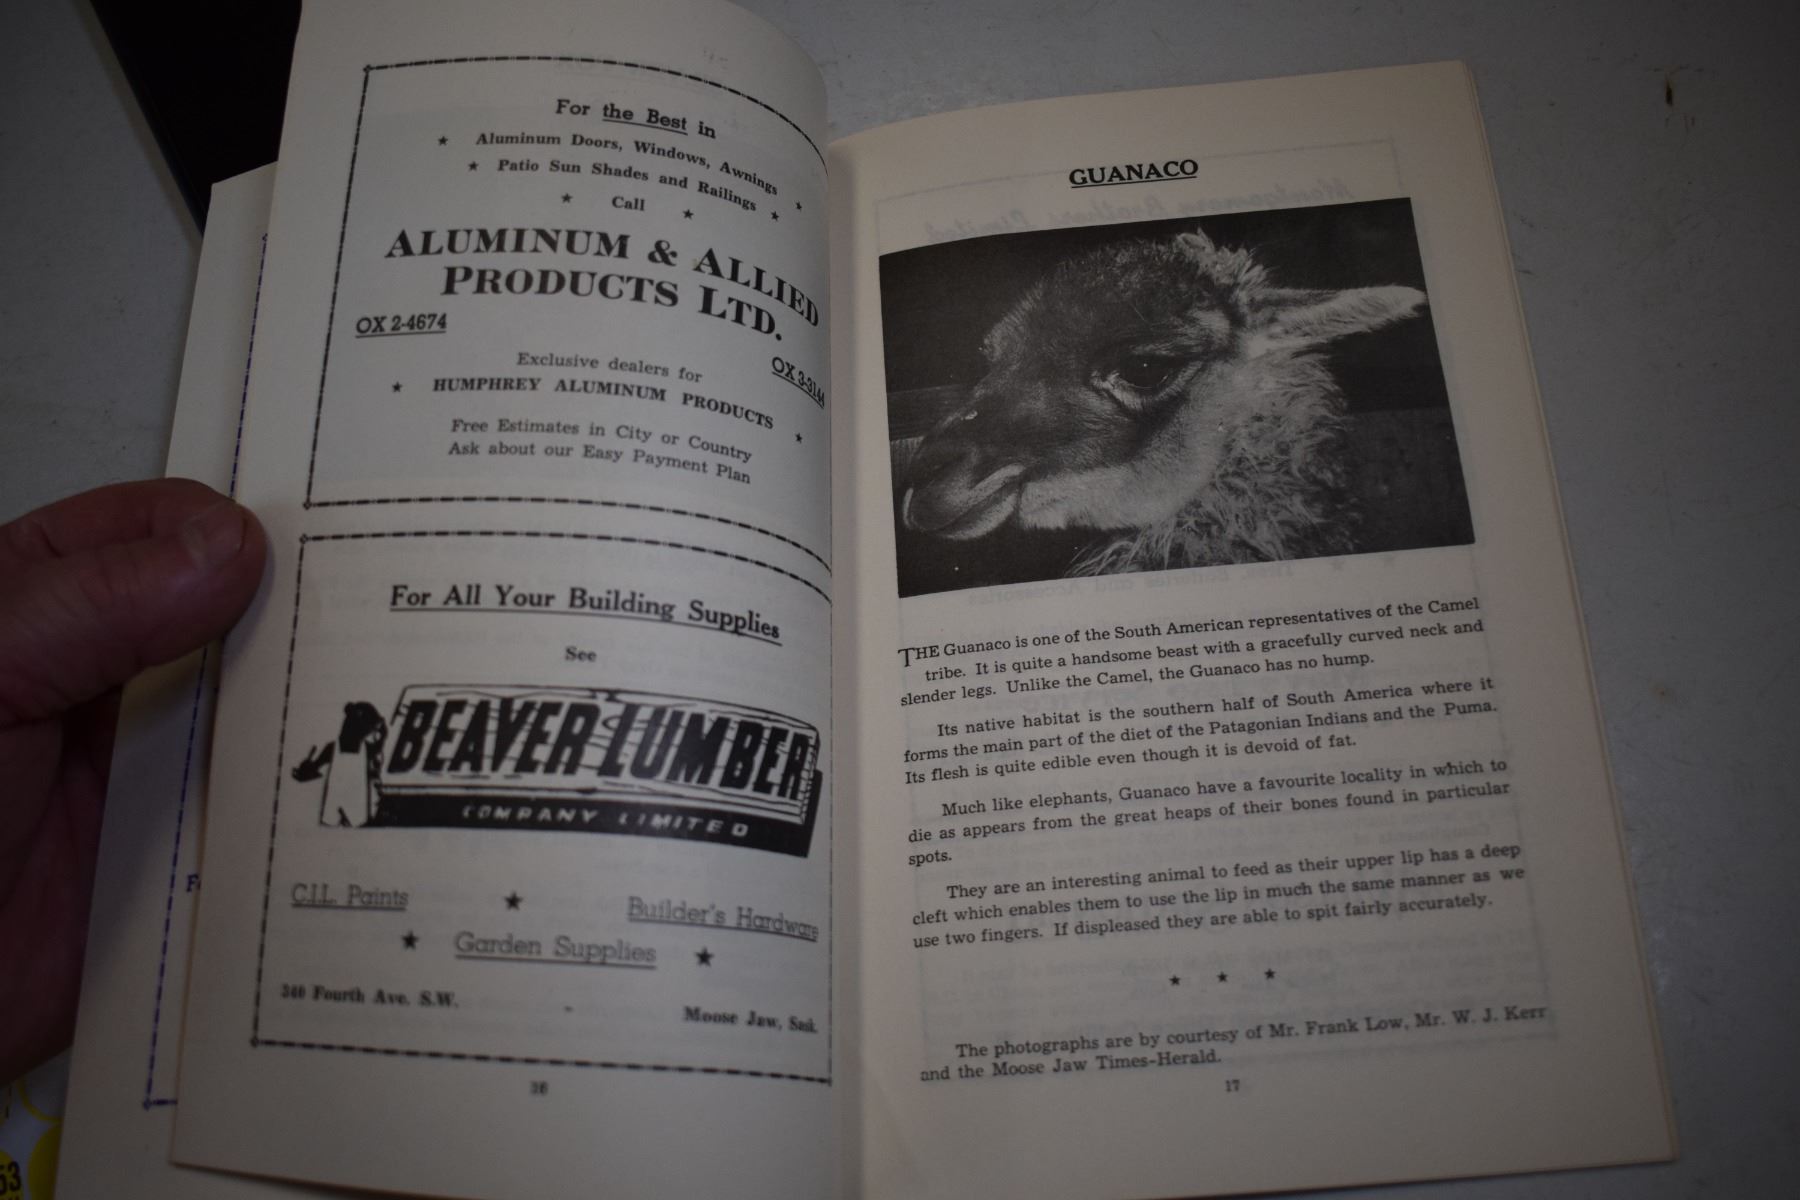 For the Best in
★ Aluminum Doors, Windows, Awnings ★
★ Patio Sun Shades and Railings ★
★ Call ★
ALUMINUM & ALLIED
PRODUCTS LTD.
OX 2-4674
OX 3-3144
Exclusive dealers for
★ HUMPHREY ALUMINUM PRODUCTS ★
Free Estimates in City or Country
Ask about our Easy Payment Plan
For All Your Building Supplies
See
BEAVER LUMBER
COMPANY LIMITED
C.I.L. Paints ★ Builder's Hardware
★ Garden Supplies ★
340 Fourth Ave. S.W. - Moose Jaw, Sask.
16
GUANACO
THE Guanaco is one of the South American representatives of the Camel
tribe. It is quite a handsome beast with a gracefully curved neck and
slender legs. Unlike the Camel, the Guanaco has no hump.
Its native habitat is the southern half of South America where it
forms the main part of the diet of the Patagonian Indians and the Puma.
Its flesh is quite edible even though it is devoid of fat.
Much like elephants, Guanaco have a favourite locality in which to
die as appears from the great heaps of their bones found in particular
spots.
They are an interesting animal to feed as their upper lip has a deep
cleft which enables them to use the lip in much the same manner as we
use two fingers. If displeased they are able to spit fairly accurately.
★ ★ ★
The photographs are by courtesy of Mr. Frank Low, Mr. W. J. Kerr
and the Moose Jaw Times-Herald.
17
53